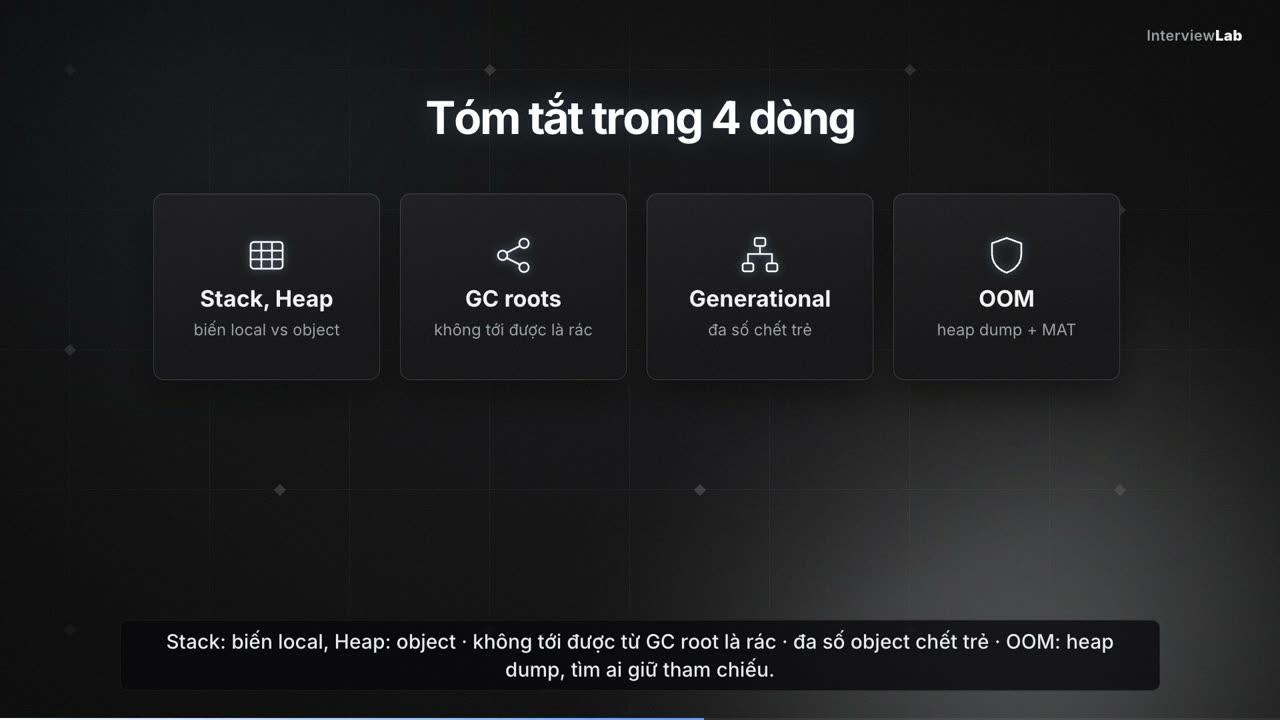 InterviewLab
Tóm tắt trong 4 dòng
Stack, Heap
biến local vs object
GC roots
không tới được là rác
Generational
đa số chết trẻ
OOM
heap dump + MAT
Stack: biến local, Heap: object · không tới được từ GC root là rác · đa số object chết trẻ · OOM: heap
dump, tìm ai giữ tham chiếu.